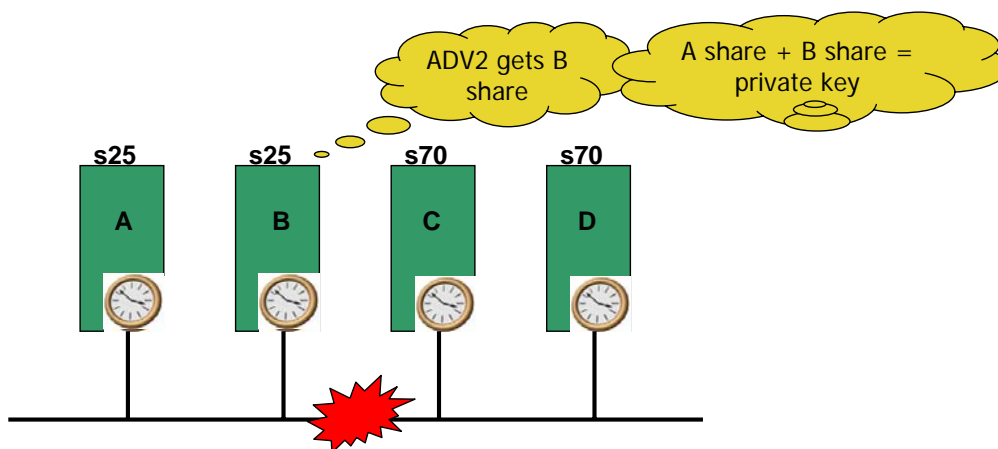 ADV2 gets B
share
A share + B share =
private key
s25
s25
s70
s70
A
B
C
D